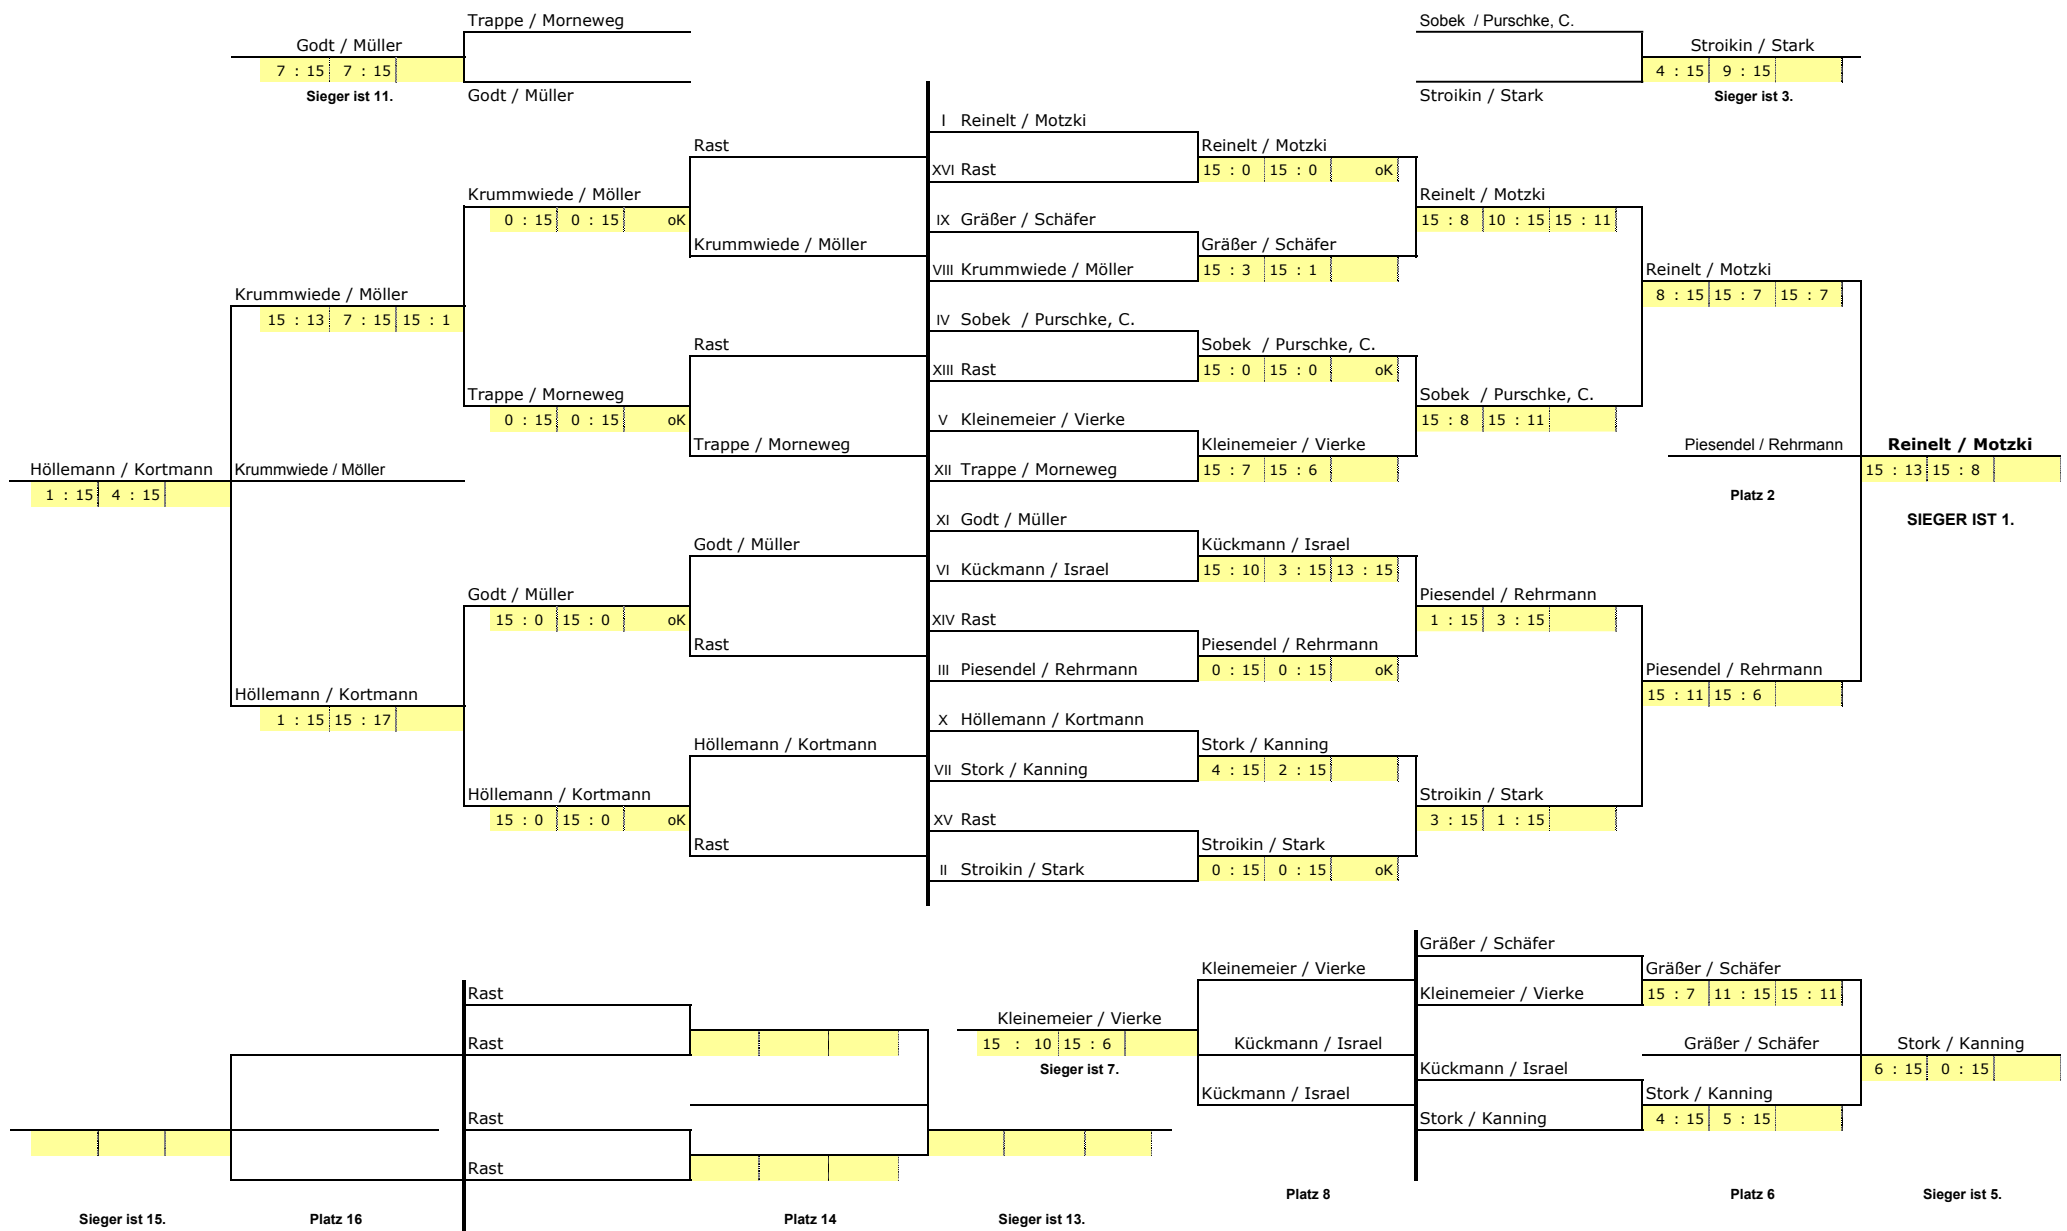 Trappe / Morneweg Sobek / Purschke, C.
Godt / Müller Stroikin / Stark
7 : 15 7 : 15 4 : 15 9 : 15
Sieger ist 11. Godt / Müller Stroikin / Stark Sieger ist 3.
I Reinelt / Motzki
Rast Reinelt / Motzki
XVI Rast 15 : 0 15 : 0 oK
Krummwiede / Möller Reinelt / Motzki
0 : 15 0 : 15 oK IX Gräßer / Schäfer 15 : 8 10 : 15 15 : 11
Krummwiede / Möller Gräßer / Schäfer
VIII Krummwiede / Möller 15 : 3 15 : 1 Reinelt / Motzki
Krummwiede / Möller 8 : 15 15 : 7 15 : 7
15 : 13 7 : 15 15 : 1 IV Sobek / Purschke, C.
Rast Sobek / Purschke, C.
XIII Rast 15 : 0 15 : 0 oK
Trappe / Morneweg Sobek / Purschke, C.
0 : 15 0 : 15 oK V Kleinemeier / Vierke 15 : 8 15 : 11
Trappe / Morneweg Kleinemeier / Vierke Piesendel / Rehrmann Reinelt / Motzki
Höllemann / Kortmann Krummwiede / Möller XII Trappe / Morneweg 15 : 7 15 : 6 15 : 13 15 : 8
1 : 15 4 : 15 Platz 2
XI Godt / Müller SIEGER IST 1.
Godt / Müller Kückmann / Israel
VI Kückmann / Israel 15 : 10 3 : 15 13 : 15
Godt / Müller Piesendel / Rehrmann
15 : 0 15 : 0 oK XIV Rast 1 : 15 3 : 15
Rast Piesendel / Rehrmann
III Piesendel / Rehrmann 0 : 15 0 : 15 oK Piesendel / Rehrmann
Höllemann / Kortmann 15 : 11 15 : 6
1 : 15 15 : 17 X Höllemann / Kortmann
Höllemann / Kortmann Stork / Kanning
VII Stork / Kanning 4 : 15 2 : 15
Höllemann / Kortmann Stroikin / Stark
15 : 0 15 : 0 oK XV Rast 3 : 15 1 : 15
Rast Stroikin / Stark
II Stroikin / Stark 0 : 15 0 : 15 oK
Gräßer / Schäfer
Kleinemeier / Vierke Gräßer / Schäfer
Rast Kleinemeier / Vierke 15 : 7 11 : 15 15 : 11
Kleinemeier / Vierke
Rast 15 : 10 15 : 6 Kückmann / Israel Gräßer / Schäfer Stork / Kanning
Sieger ist 7. Kückmann / Israel 6 : 15 0 : 15
Kückmann / Israel Stork / Kanning
Rast Stork / Kanning 4 : 15 5 : 15
Rast
Platz 8 Platz 6 Sieger ist 5.
Sieger ist 15. Platz 16 Platz 14 Sieger ist 13.